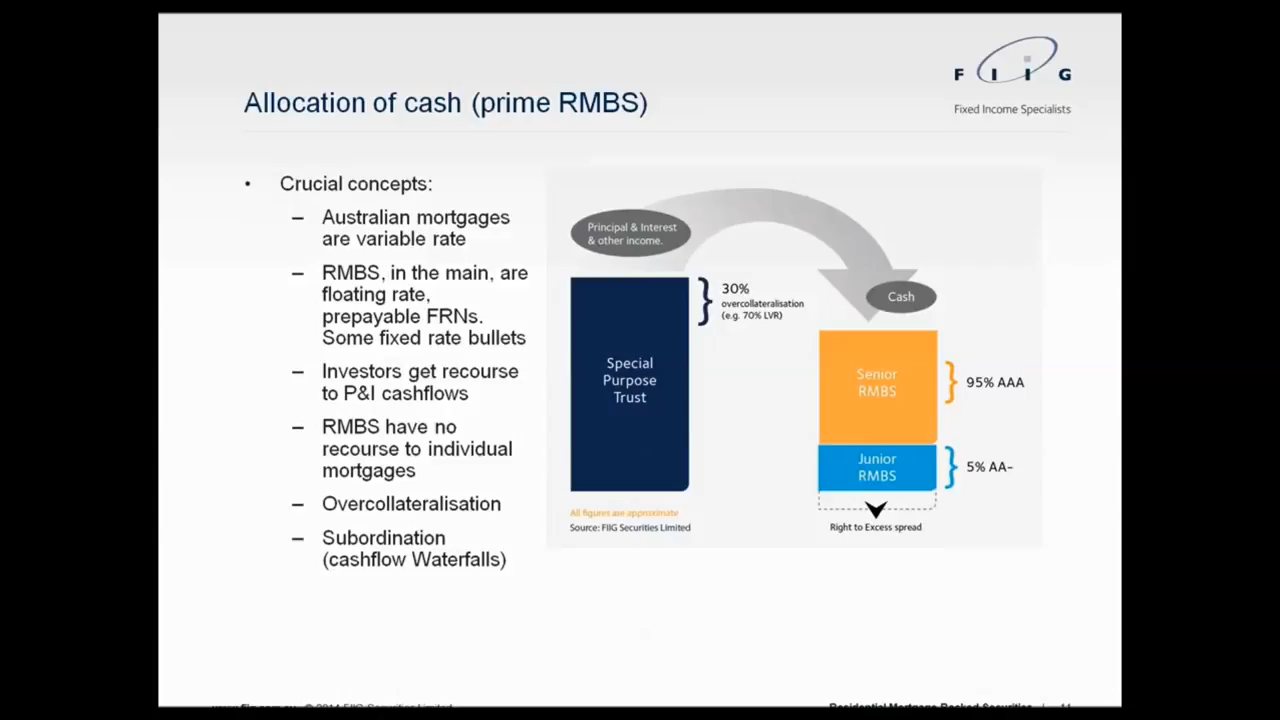 FIIG
Fixed Income Specialists
Allocation of cash (prime RMBS)
• Crucial concepts:
– Australian mortgages
are variable rate
– RMBS, in the main, are
floating rate,
prepayable FRNs.
Some fixed rate bullets
– Investors get recourse
to P&I cashflows
– RMBS have no
recourse to individual
mortgages
– Overcollateralisation
– Subordination
(cashflow Waterfalls)
Principal & Interest
& other income.
30%
overcollateralisation
(e.g. 70% LVR)
Special
Purpose
Trust
Cash
Senior
RMBS
95% AAA
Junior
RMBS
5% AA-
Right to Excess spread
All figures are approximate
Source: FIIG Securities Limited
FIIG Securities Limited
Residential Mortgage Backed Securities